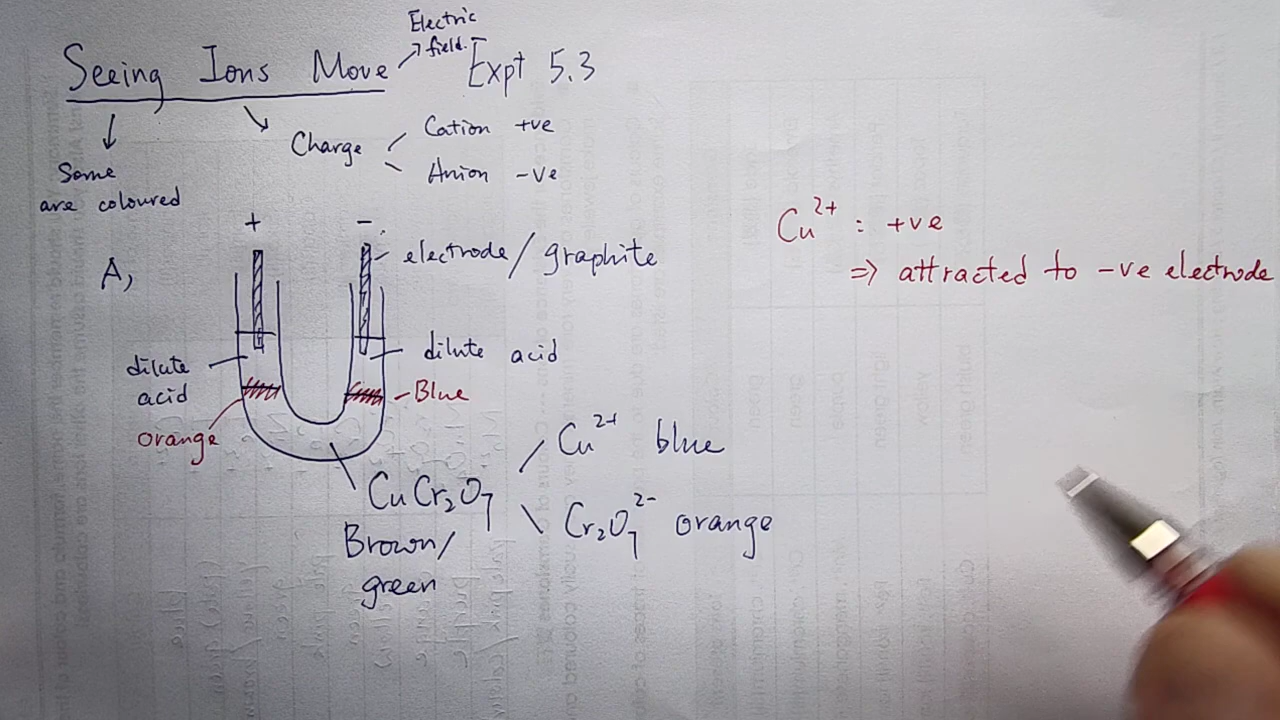 Seeing Ions Move
Electric
field.
Expt 5.3
Some
are coloured
Charge
Cation +ve
Anion -ve
A,
+
-
electrode/graphite
dilute
acid
dilute acid
orange
Blue
CuCr₂O₇
Brown/
green
Cu²⁺ blue
Cr₂O₇²⁻ orange
Cu²⁺ : +ve
⇒ attracted to -ve electrode